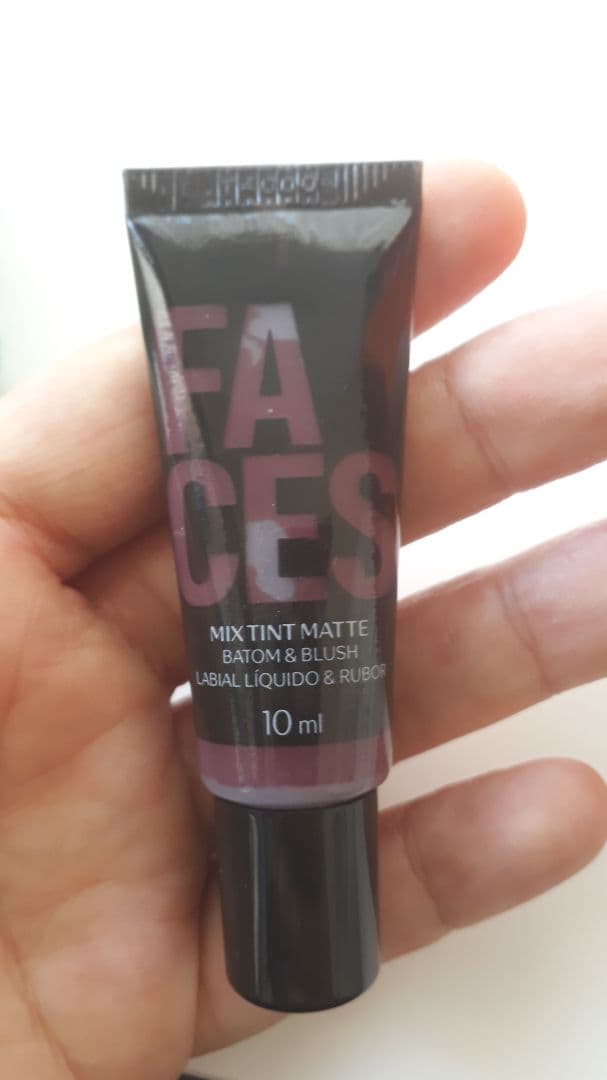 FA
CES
MIX TINT MATTE
BATOM & BLUSH
LABIAL LÍQUIDO & RUBOR
10 ml